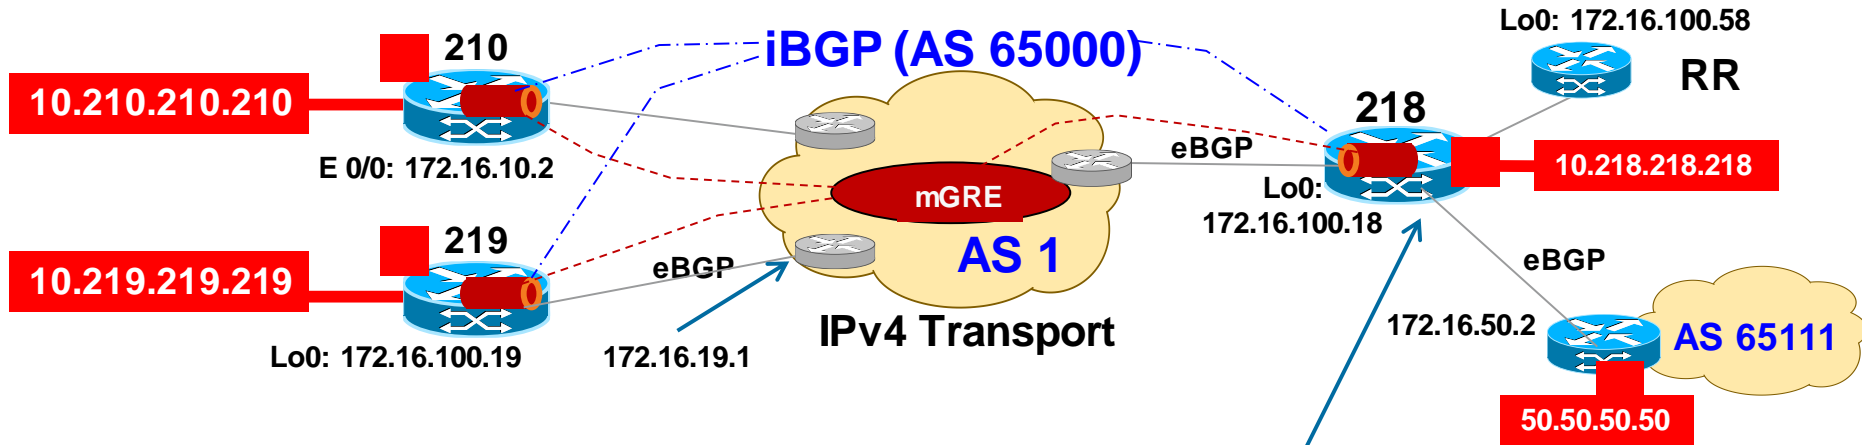 Lo0: 172.16.100.58
210
iBGP (AS 65000)
RR
10.210.210.210
218
E 0/0: 172.16.10.2
eBGP
10.218.218.218
mGRE
Lo0:
172.16.100.18
219
AS 1
eBGP
eBGP
10.219.219.219
IPv4 Transport
172.16.50.2
AS 65111
Lo0: 172.16.100.19
172.16.19.1
50.50.50.50